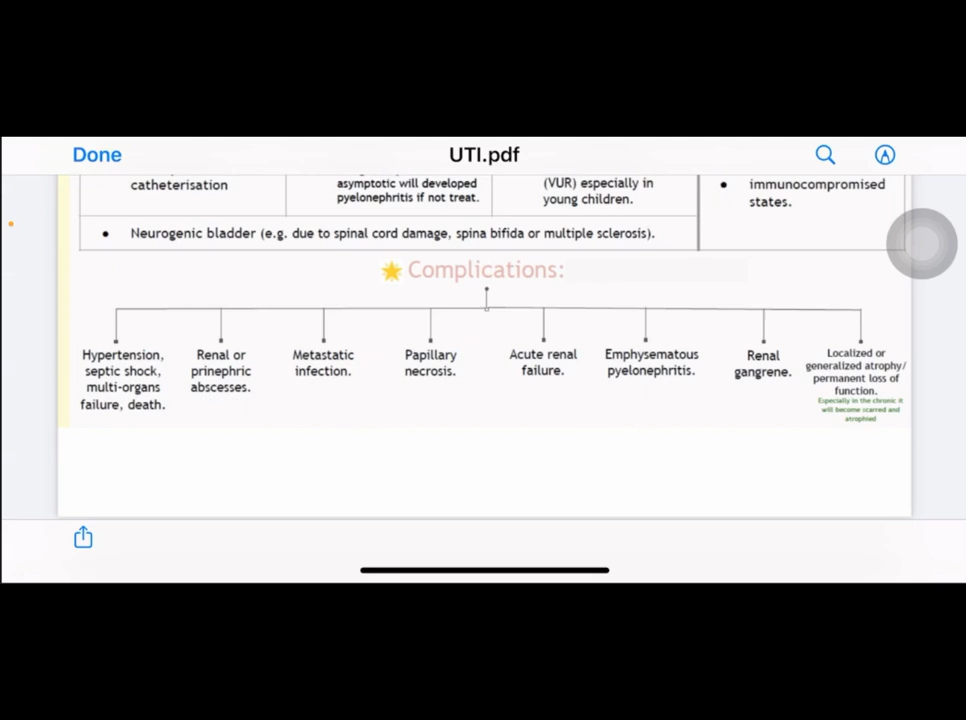 Done
UTI.pdf
catheterisation
asymptotic will developed
pyelonephritis if not treat.
(VUR) especially in
young children.
• immunocompromised
states.
• Neurogenic bladder (e.g. due to spinal cord damage, spina bifida or multiple sclerosis).
Complications:
Hypertension,
septic shock,
multi-organs
failure, death.
Renal or
prinephric
abscesses.
Metastatic
infection.
Papillary
necrosis.
Acute renal
failure.
Emphysematous
pyelonephritis.
Renal
gangrene.
Localized or
generalized atrophy/
permanent loss of
function.
Especially in the chronic it
will become scarred and
atrophied